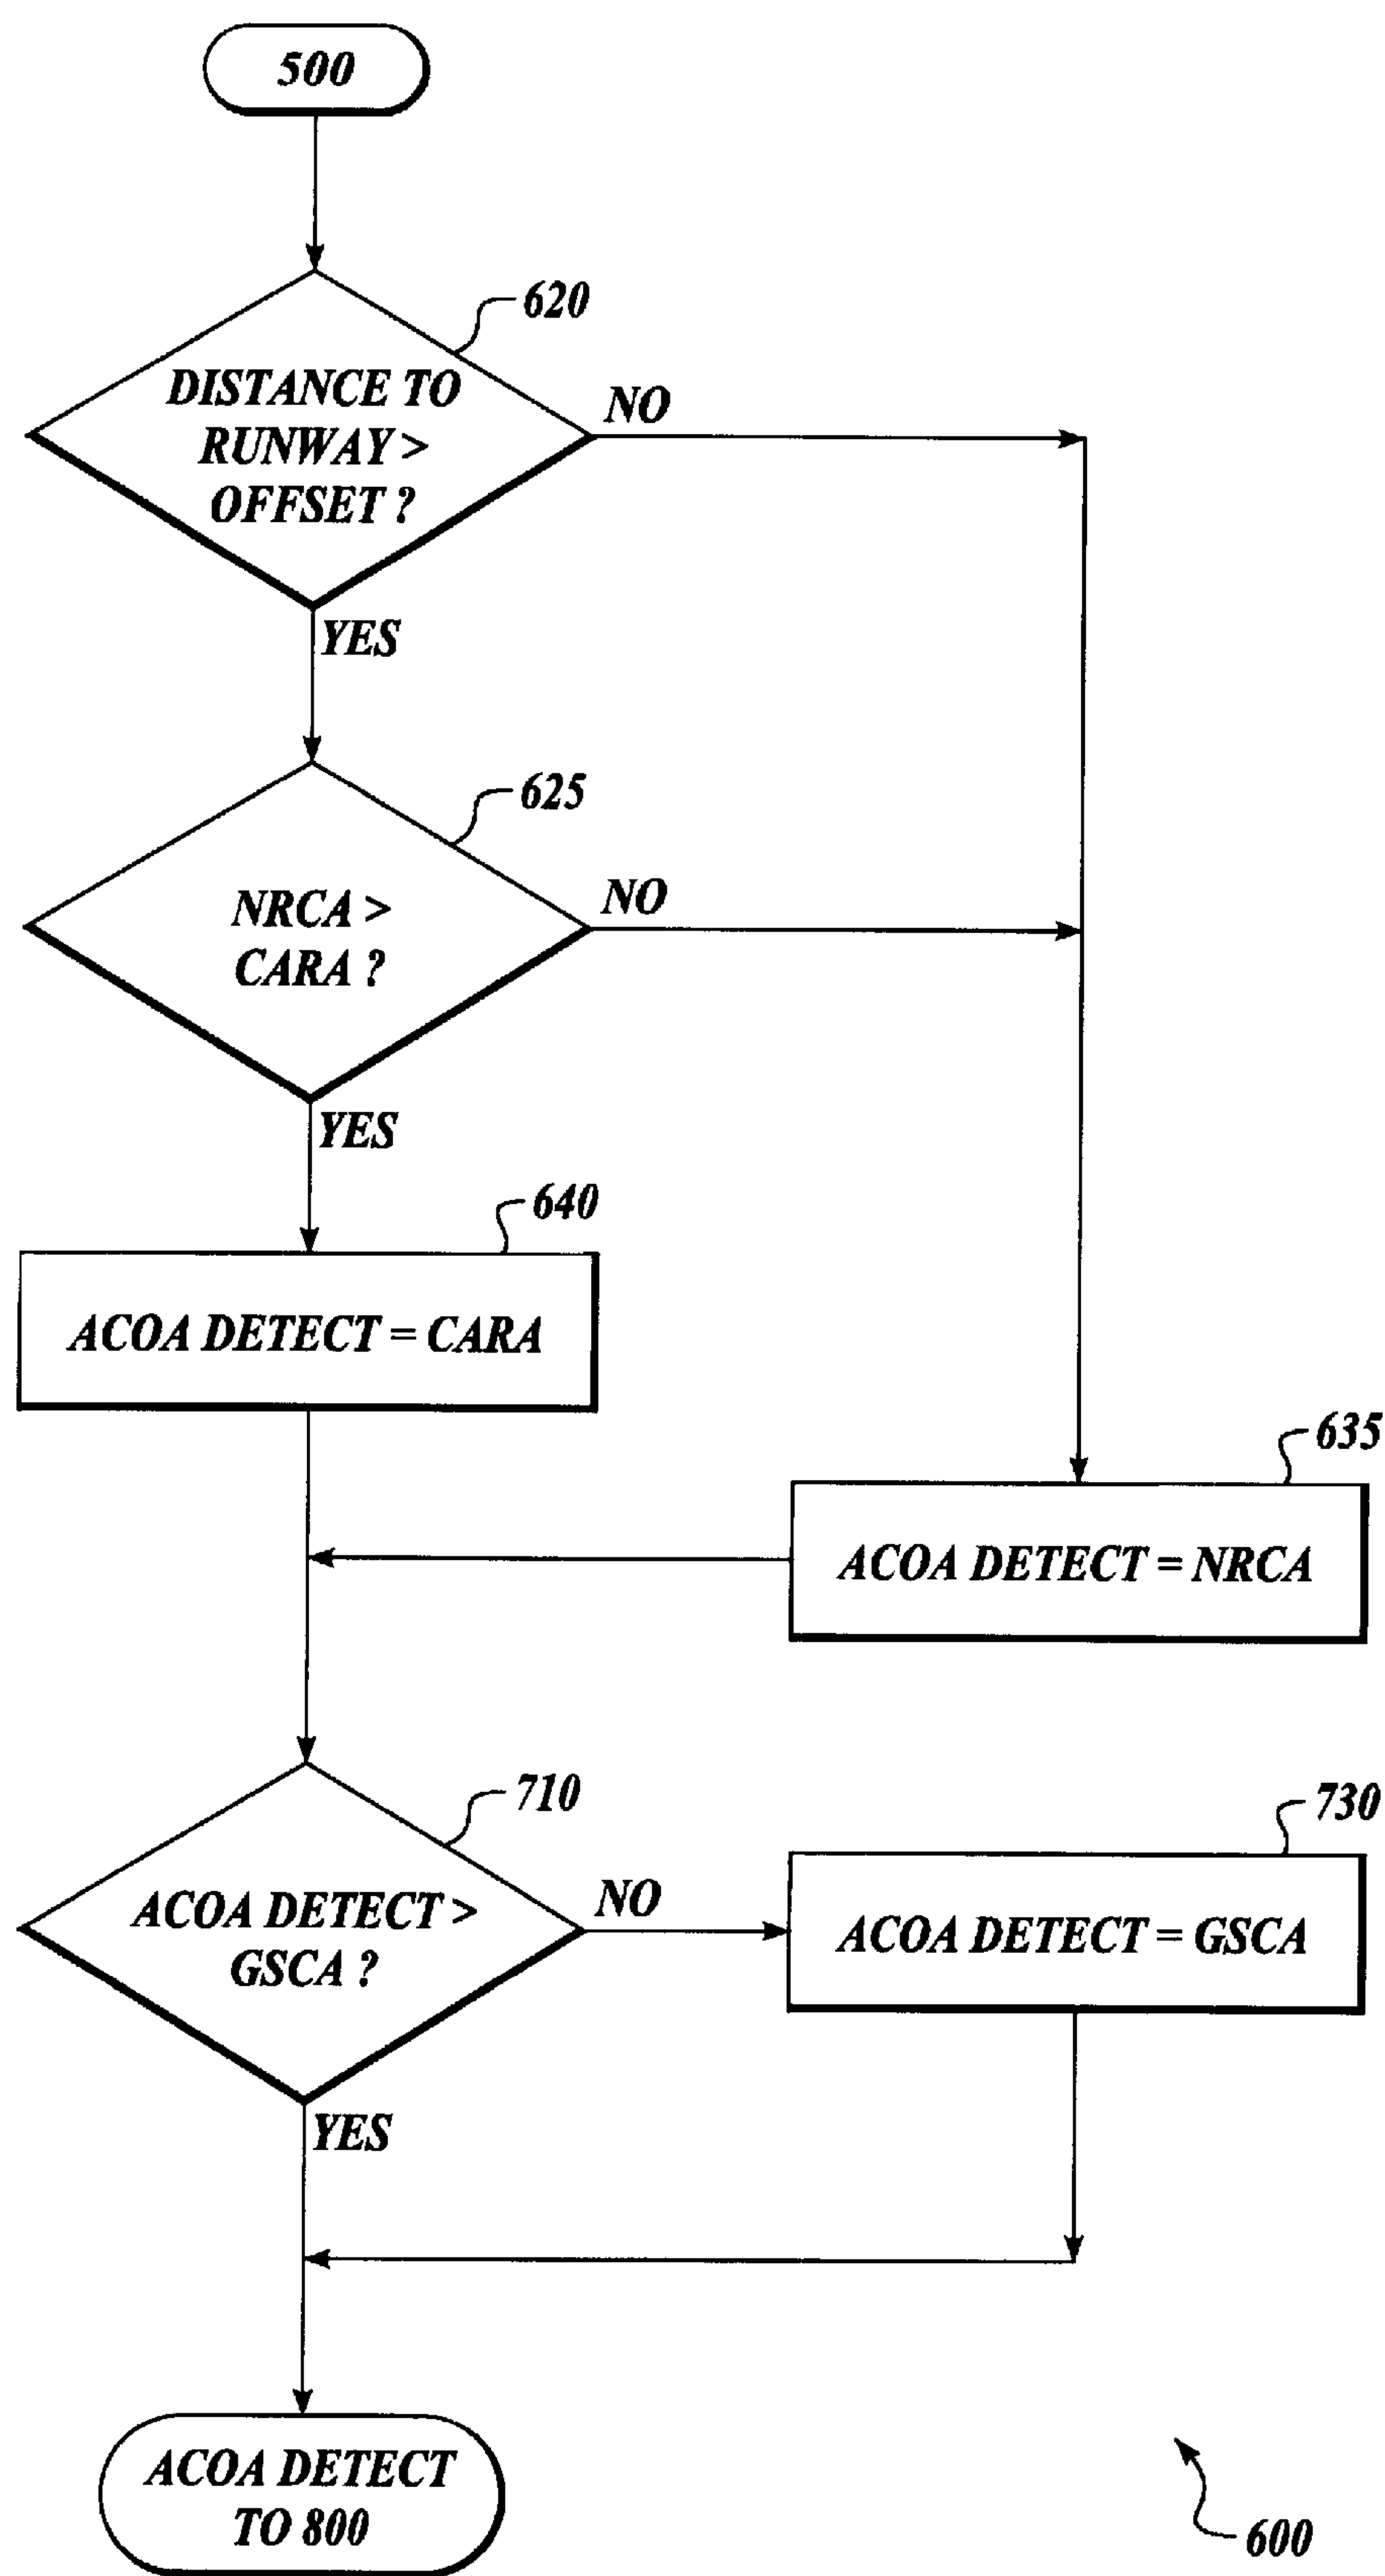 500
620
DISTANCE TO
RUNWAY >
OFFSET ?
NO
YES
625
NRCA >
CARA ?
NO
YES
640
ACOA DETECT = CARA
635
ACOA DETECT = NRCA
710
ACOA DETECT >
GSCA ?
NO
YES
730
ACOA DETECT = GSCA
ACOA DETECT
TO 800
600